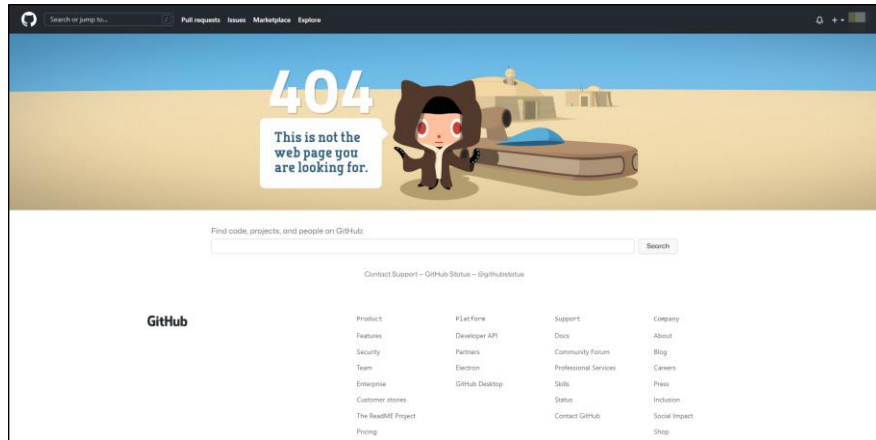 Search or jump to... /
Pull requests Issues Marketplace Explore
404
This is not the
web page you
are looking for.
Find code, projects, and people on GitHub:
Search
Contact Support — GitHub Status — @githubstatus
GitHub
Product
Features
Security
Team
Enterprise
Customer stories
The ReadME Project
Pricing
Platform
Developer API
Partners
Electron
GitHub Desktop
Support
Docs
Community Forum
Professional Services
Skills
Status
Contact GitHub
Company
About
Blog
Careers
Press
Inclusion
Social Impact
Shop